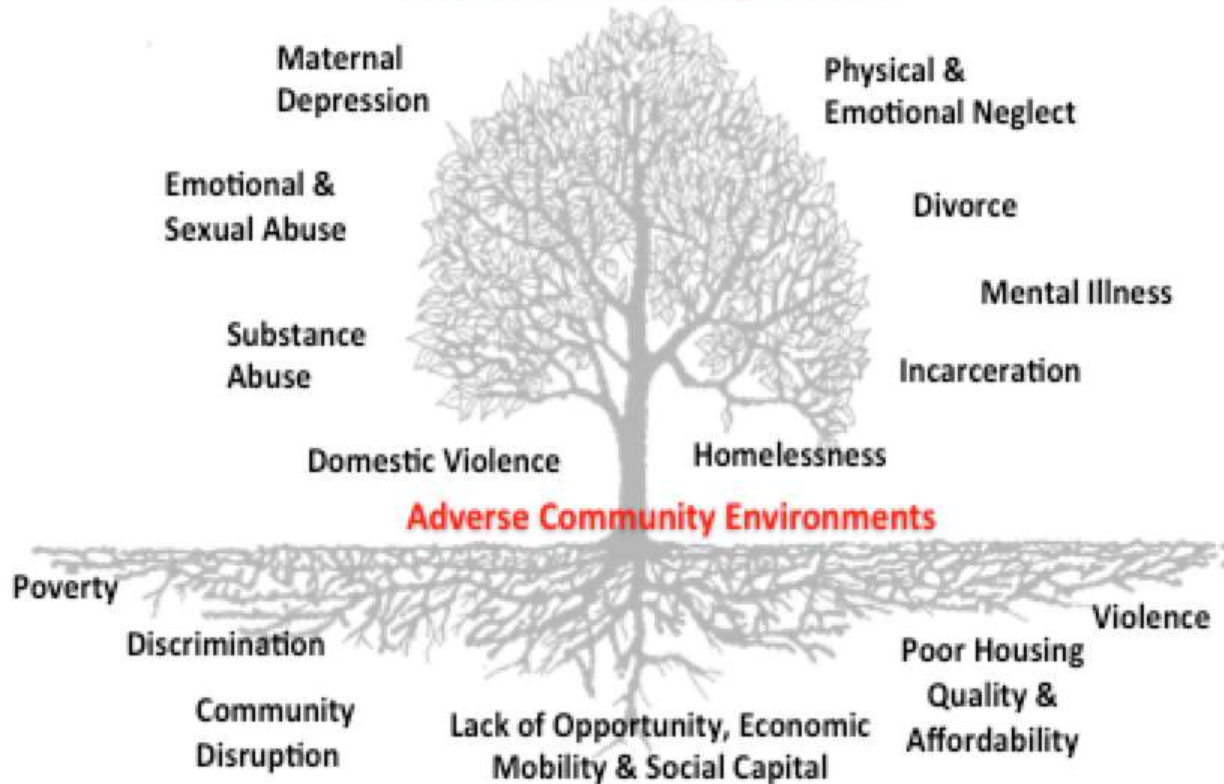 Maternal
Depression
Physical &
Emotional Neglect
Emotional &
Sexual Abuse
Divorce
Mental Illness
Substance
Abuse
Incarceration
Domestic Violence
Homelessness
Adverse Community Environments
Poverty
Violence
Discrimination
Poor Housing
Quality &
Affordability
Community
Disruption
Lack of Opportunity, Economic
Mobility & Social Capital